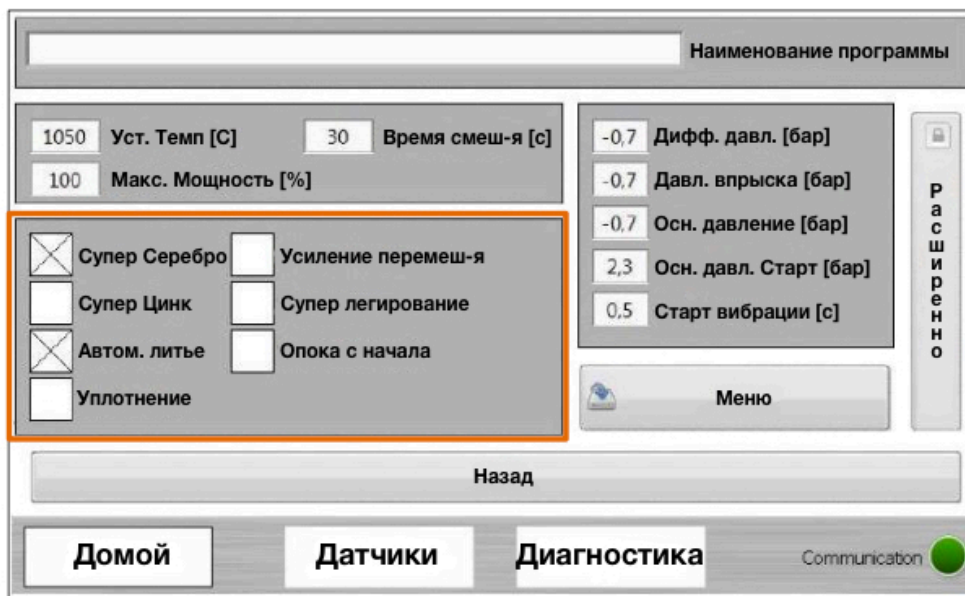 Наименование программы
1050 Уст. Темп [C] 30 Время смеш-я [с]
100 Макс. Мощность [%]
-0,7 Дифф. давл. [бар]
-0,7 Давл. впрыска [бар]
-0,7 Осн. давление [бар]
2,3 Осн. давл. Старт [бар]
0,5 Старт вибрации [с]
Расширенно
Супер Серебро Усиление перемеш-я
Супер Цинк Супер легирование
Автом. литье Опока с начала
Уплотнение
Меню
Назад
Домой Датчики Диагностика Communication